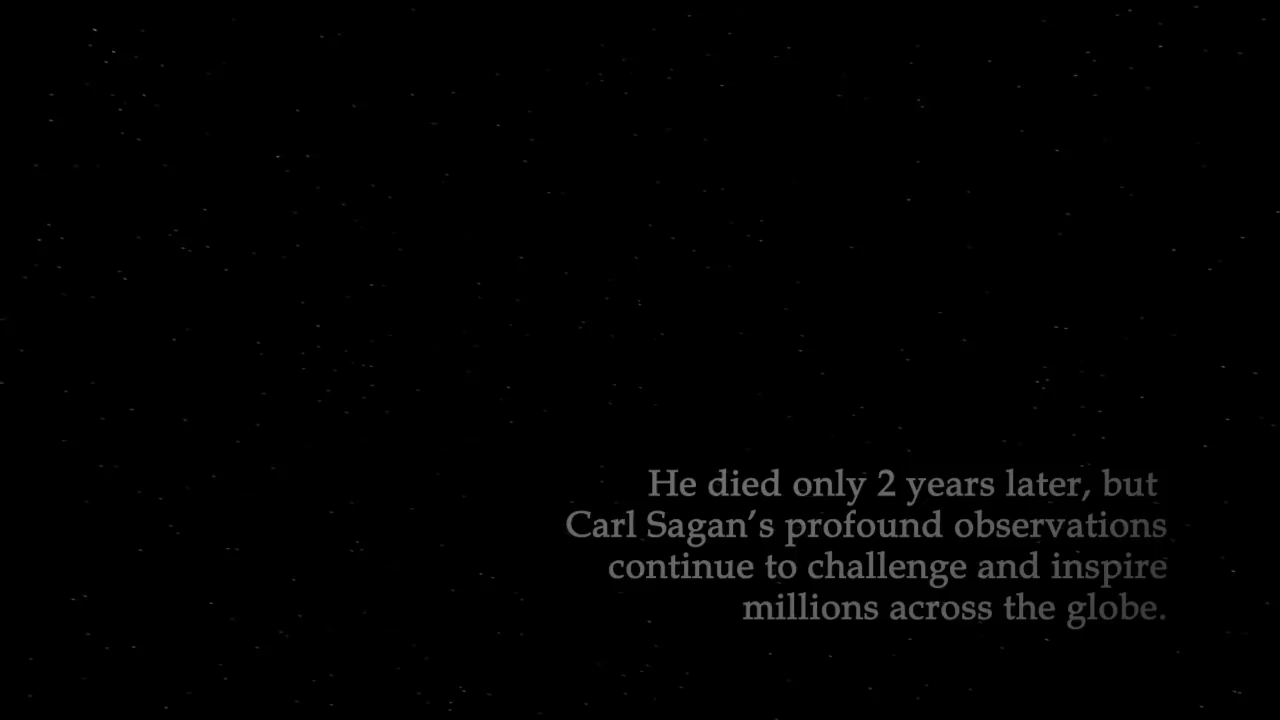 He died only 2 years later, but
Carl Sagan’s profound observations
continue to challenge and inspire
millions across the globe.